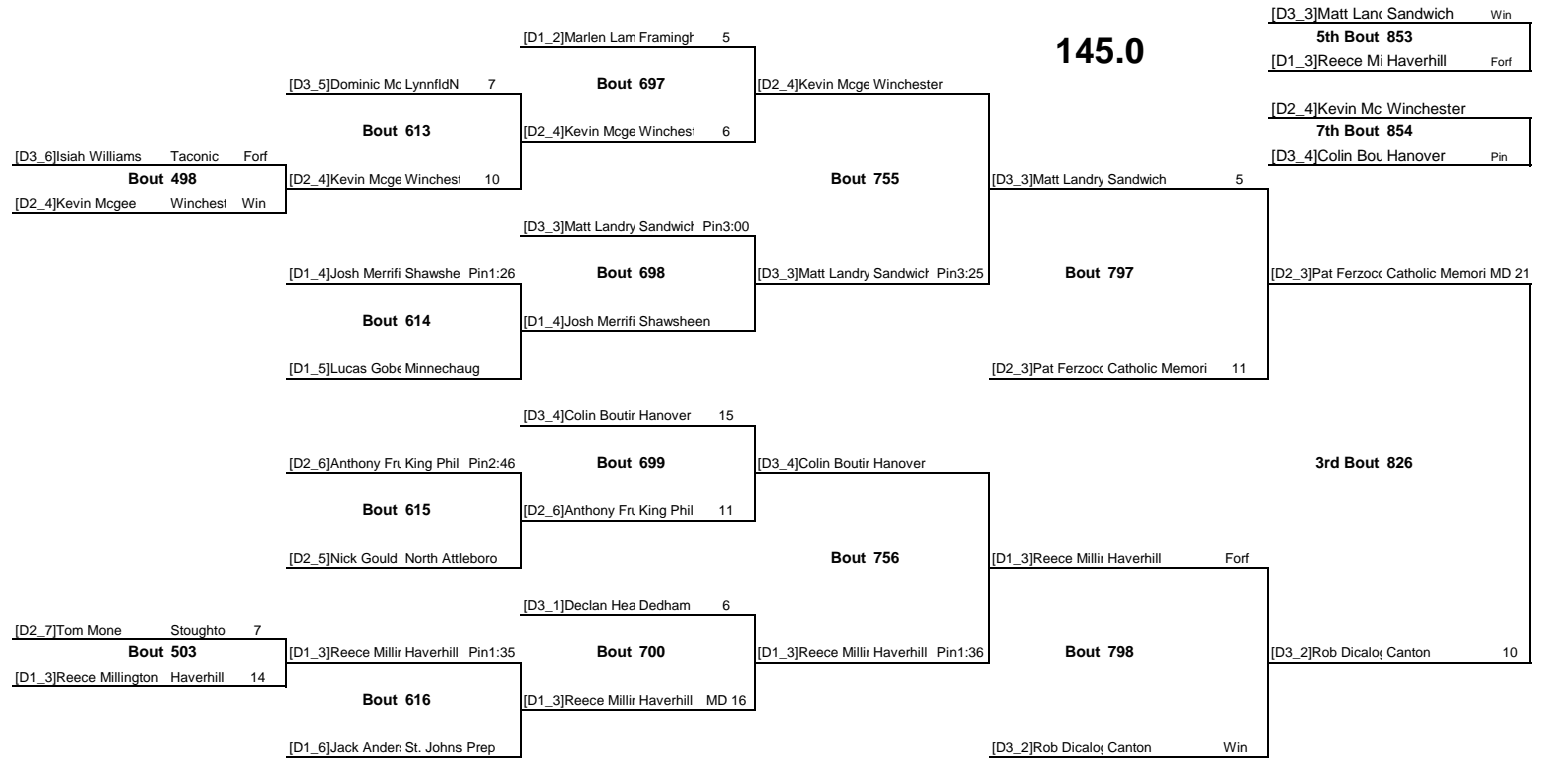 [D3_3]Matt Lanc Sandwich Win
[D1_2]Marlen Lam Framingh 5
145.0
5th Bout 853
[D1_3]Reece Mi Haverhill Forf
[D3_5]Dominic Mc LynnfldN 7
Bout 697
[D2_4]Kevin Mcge Winchester
[D2_4]Kevin Mc Winchester
Bout 613
[D2_4]Kevin Mcge Winchest 6
7th Bout 854
[D3_6]Isiah Williams Taconic Forf
[D3_4]Colin Bou Hanover Pin
Bout 498
[D2_4]Kevin Mcge Winchest 10
Bout 755
[D3_3]Matt Landry Sandwich 5
[D2_4]Kevin Mcgee Winchest Win
[D3_3]Matt Landry Sandwich Pin3:00
[D1_4]Josh Merrifi Shawshe Pin1:26
Bout 698
[D3_3]Matt Landry Sandwich Pin3:25
Bout 797
[D2_3]Pat Ferzocc Catholic Memori MD 21
Bout 614
[D1_4]Josh Merrifi Shawsheen
[D1_5]Lucas Gobe Minnechaug
[D2_3]Pat Ferzocc Catholic Memori 11
[D3_4]Colin Boutir Hanover 15
[D2_6]Anthony Fru King Phil Pin2:46
Bout 699
[D3_4]Colin Boutir Hanover
3rd Bout 826
Bout 615
[D2_6]Anthony Fru King Phil 11
[D2_5]Nick Gould North Attleboro
Bout 756
[D1_3]Reece Millir Haverhill Forf
[D3_1]Declan Hea Dedham 6
[D2_7]Tom Mone Stoughto 7
Bout 503
[D1_3]Reece Millir Haverhill Pin1:35
Bout 700
[D1_3]Reece Millir Haverhill Pin1:36
Bout 798
[D3_2]Rob Dicalog Canton 10
[D1_3]Reece Millington Haverhill 14
Bout 616
[D1_3]Reece Millir Haverhill MD 16
[D1_6]Jack Anders St. Johns Prep
[D3_2]Rob Dicalog Canton Win